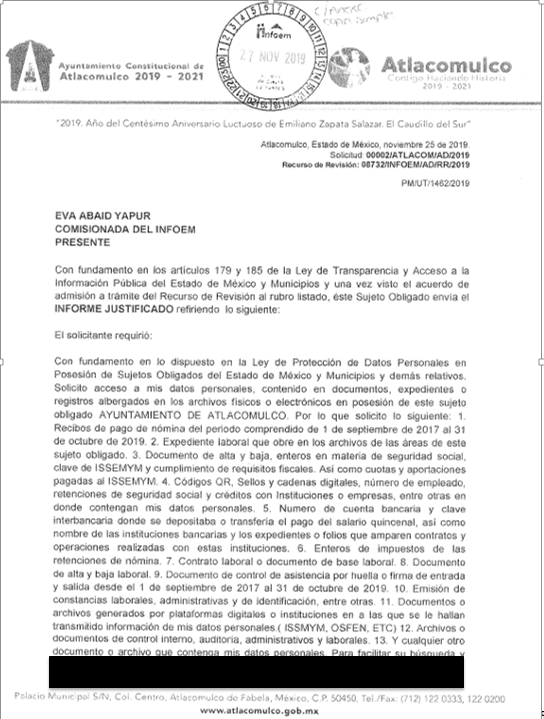 C/ANEXO
copia simple
Ayuntamiento Constitucional de
Atlacomulco 2019 - 2021
infoem
27 NOV 2019
Atlacomulco
Contigo Haciendo Historia
2019 - 2021
"2019. Año del Centésimo Aniversario Luctuoso de Emiliano Zapata Salazar. El Caudillo del Sur"
Atlacomulco, Estado de México, noviembre 25 de 2019.
Solicitud: 00002/ATLACOM/AD/2019
Recurso de Revisión: 08732/INFOEM/AD/RR/2019
PM/UT/1462/2019
EVA ABAID YAPUR
COMISIONADA DEL INFOEM
PRESENTE
Con fundamento en los artículos 179 y 185 de la Ley de Transparencia y Acceso a la
Información Pública del Estado de México y Municipios y una vez visto el acuerdo de
admisión a trámite del Recurso de Revisión al rubro listado, éste Sujeto Obligado envía el
INFORME JUSTIFICADO refiriendo lo siguiente:
El solicitante requirió:
Con fundamento en lo dispuesto en la Ley de Protección de Datos Personales en
Posesión de Sujetos Obligados del Estado de México y Municipios y demás relativos.
Solicito acceso a mis datos personales, contenido en documentos, expedientes o
registros albergados en los archivos físicos o electrónicos en posesión de este sujeto
obligado AYUNTAMIENTO DE ATLACOMULCO. Por lo que solicito lo siguiente: 1.
Recibos de pago de nómina del periodo comprendido de 1 de septiembre de 2017 al 31
de octubre de 2019. 2. Expediente laboral que obre en los archivos de las áreas de este
sujeto obligado. 3. Documento de alta y baja, enteros en materia de seguridad social,
clave de ISSEMYM y cumplimiento de requisitos fiscales. Asi como cuotas y aportaciones
pagadas al ISSEMYM. 4. Códigos QR, Sellos y cadenas digitales, número de empleado,
retenciones de seguridad social y créditos con Instituciones o empresas, entre otras en
donde contengan mis datos personales. 5. Numero de cuenta bancaria y clave
interbancaria donde se depositaba o transfería el pago del salario quincenal, así como
nombre de las instituciones bancarias y los expedientes o folios que amparen contratos y
operaciones realizadas con estas instituciones. 6. Enteros de impuestos de las
retenciones de nómina. 7. Contrato laboral o documento de base laboral. 8. Documento
de alta y baja laboral. 9. Documento de control de asistencia por huella o firma de entrada
y salida desde el 1 de septiembre de 2017 al 31 de octubre de 2019. 10. Emisión de
constancias laborales, administrativas y de identificación, entre otras. 11. Documentos o
archivos generados por plataformas digitales o instituciones en a las que se le hallan
transmitido información de mis datos personales.( ISSMYM, OSFEN, ETC) 12. Archivos o
documentos de control interno, auditoria, administrativos y laborales. 13. Y cualquier otro
documento o archivo que contenga mis datos personales. Para facilitar su búsqueda y
Palacio Municipal S/N, Col. Centro, Atlacomulco de Fabela, México, C.P. 50450, Tel./Fax: (712) 122 0333, 122 0200
www.atlacomulco.gob.mx